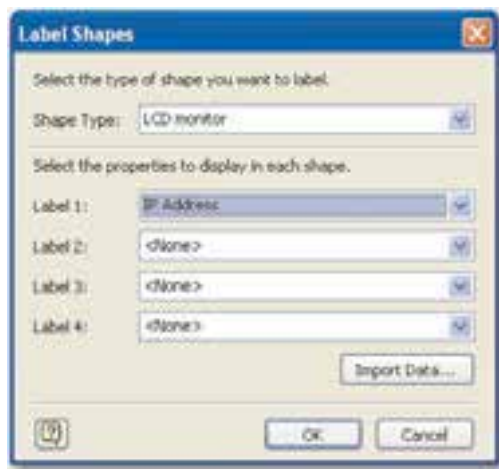 Label Shapes
Select the type of shape you want to label.
Shape Type: LCD monitor
Select the properties to display in each shape.
Label 1: IP Address
Label 2: <None>
Label 3: <None>
Label 4: <None>
Import Data...
OK Cancel